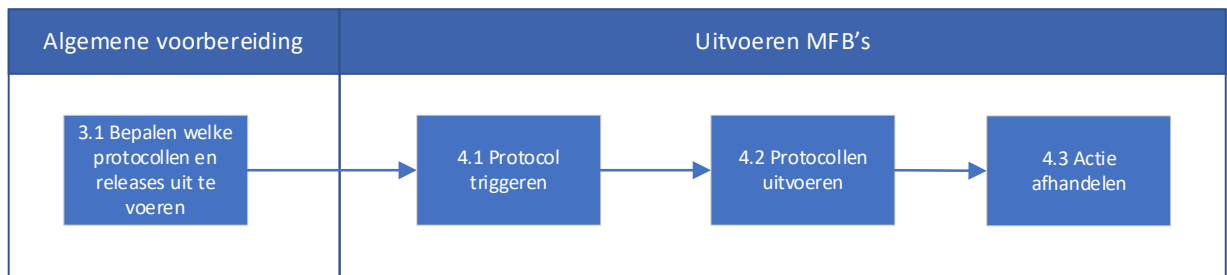 Algemene voorbereiding
Uitvoeren MFB’s
3.1 Bepalen welke
protocollen en
releases uit te
voeren
4.1 Protocol
triggeren
4.2 Protocollen
uitvoeren
4.3 Actie
afhandelen